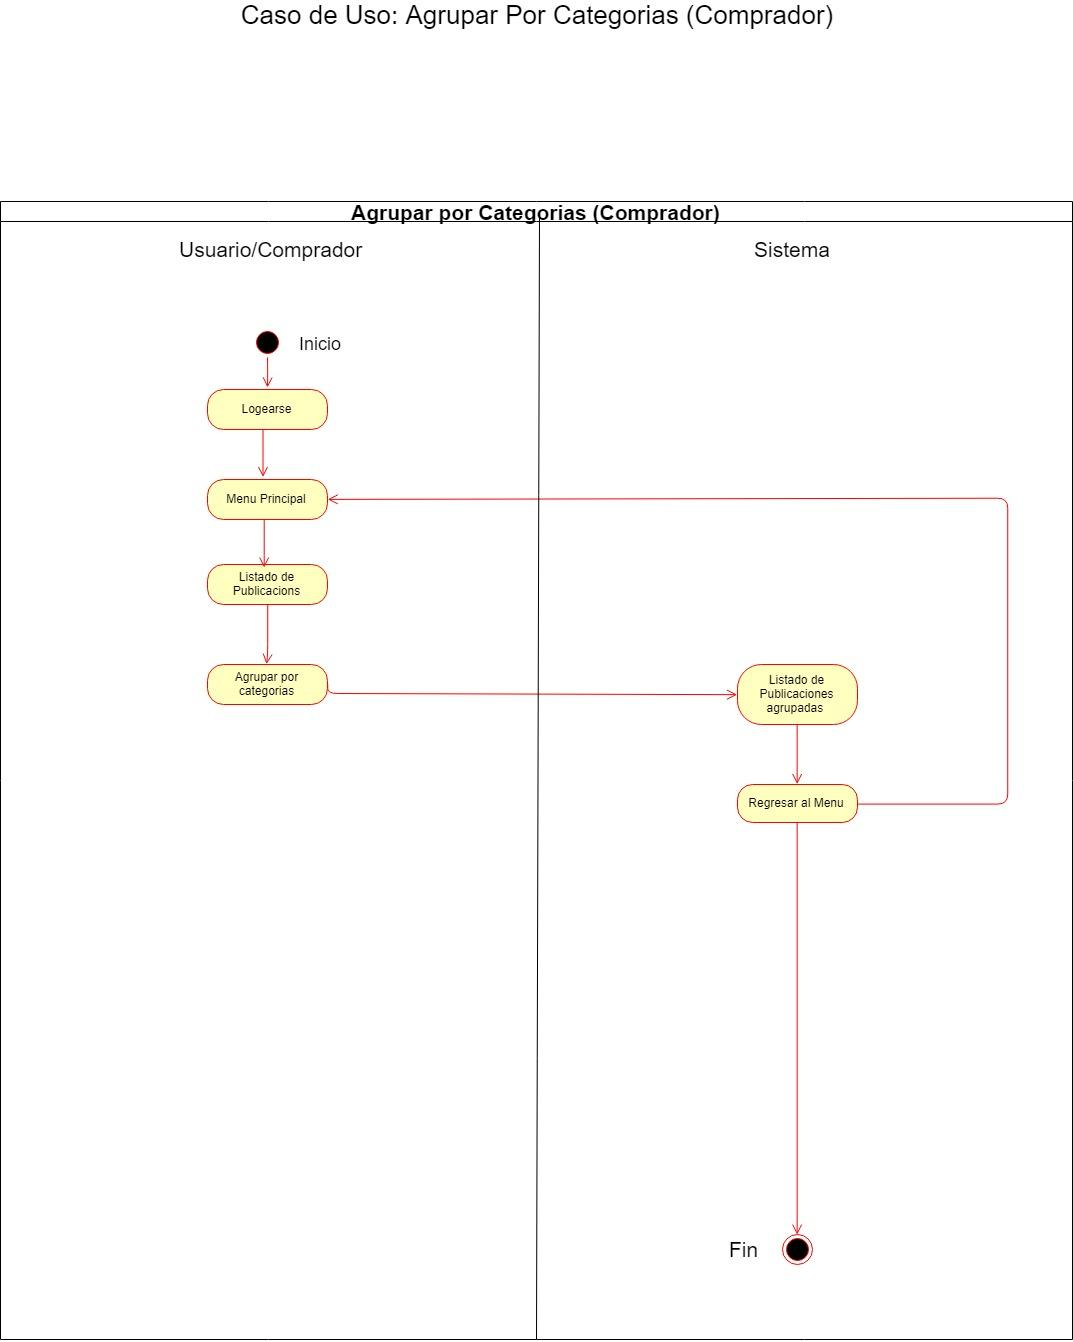 Caso de Uso: Agrupar Por Categorias (Comprador)
Agrupar por Categorias (Comprador)
Usuario/Comprador
Sistema
Inicio
Logearse
Menu Principal
Listado de
Publicacions
Agrupar por
categorias
Listado de
Publicaciones
agrupadas
Regresar al Menu
Fin